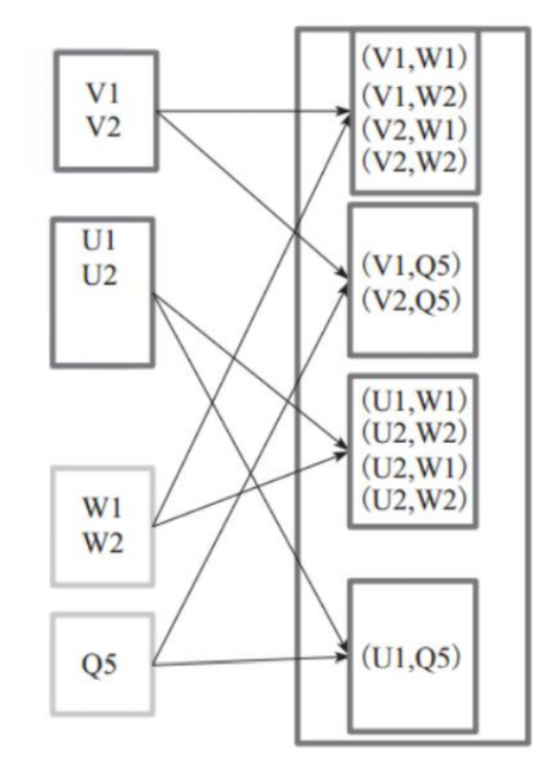 V1
V2
U1
U2
W1
W2
Q5
(V1,W1)
(V1,W2)
(V2,W1)
(V2,W2)
(V1,Q5)
(V2,Q5)
(U1,W1)
(U2,W2)
(U2,W1)
(U2,W2)
(U1,Q5)